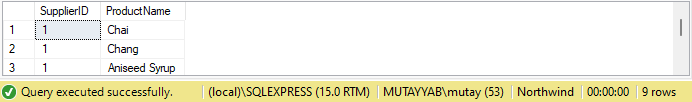 SupplierID ProductName
1 1 Chai
2 1 Chang
3 1 Aniseed Syrup
Query executed successfully. (local)\SQLEXPRESS (15.0 RTM) MUTAYYAB\mutay (53) Northwind 00:00:00 9 rows